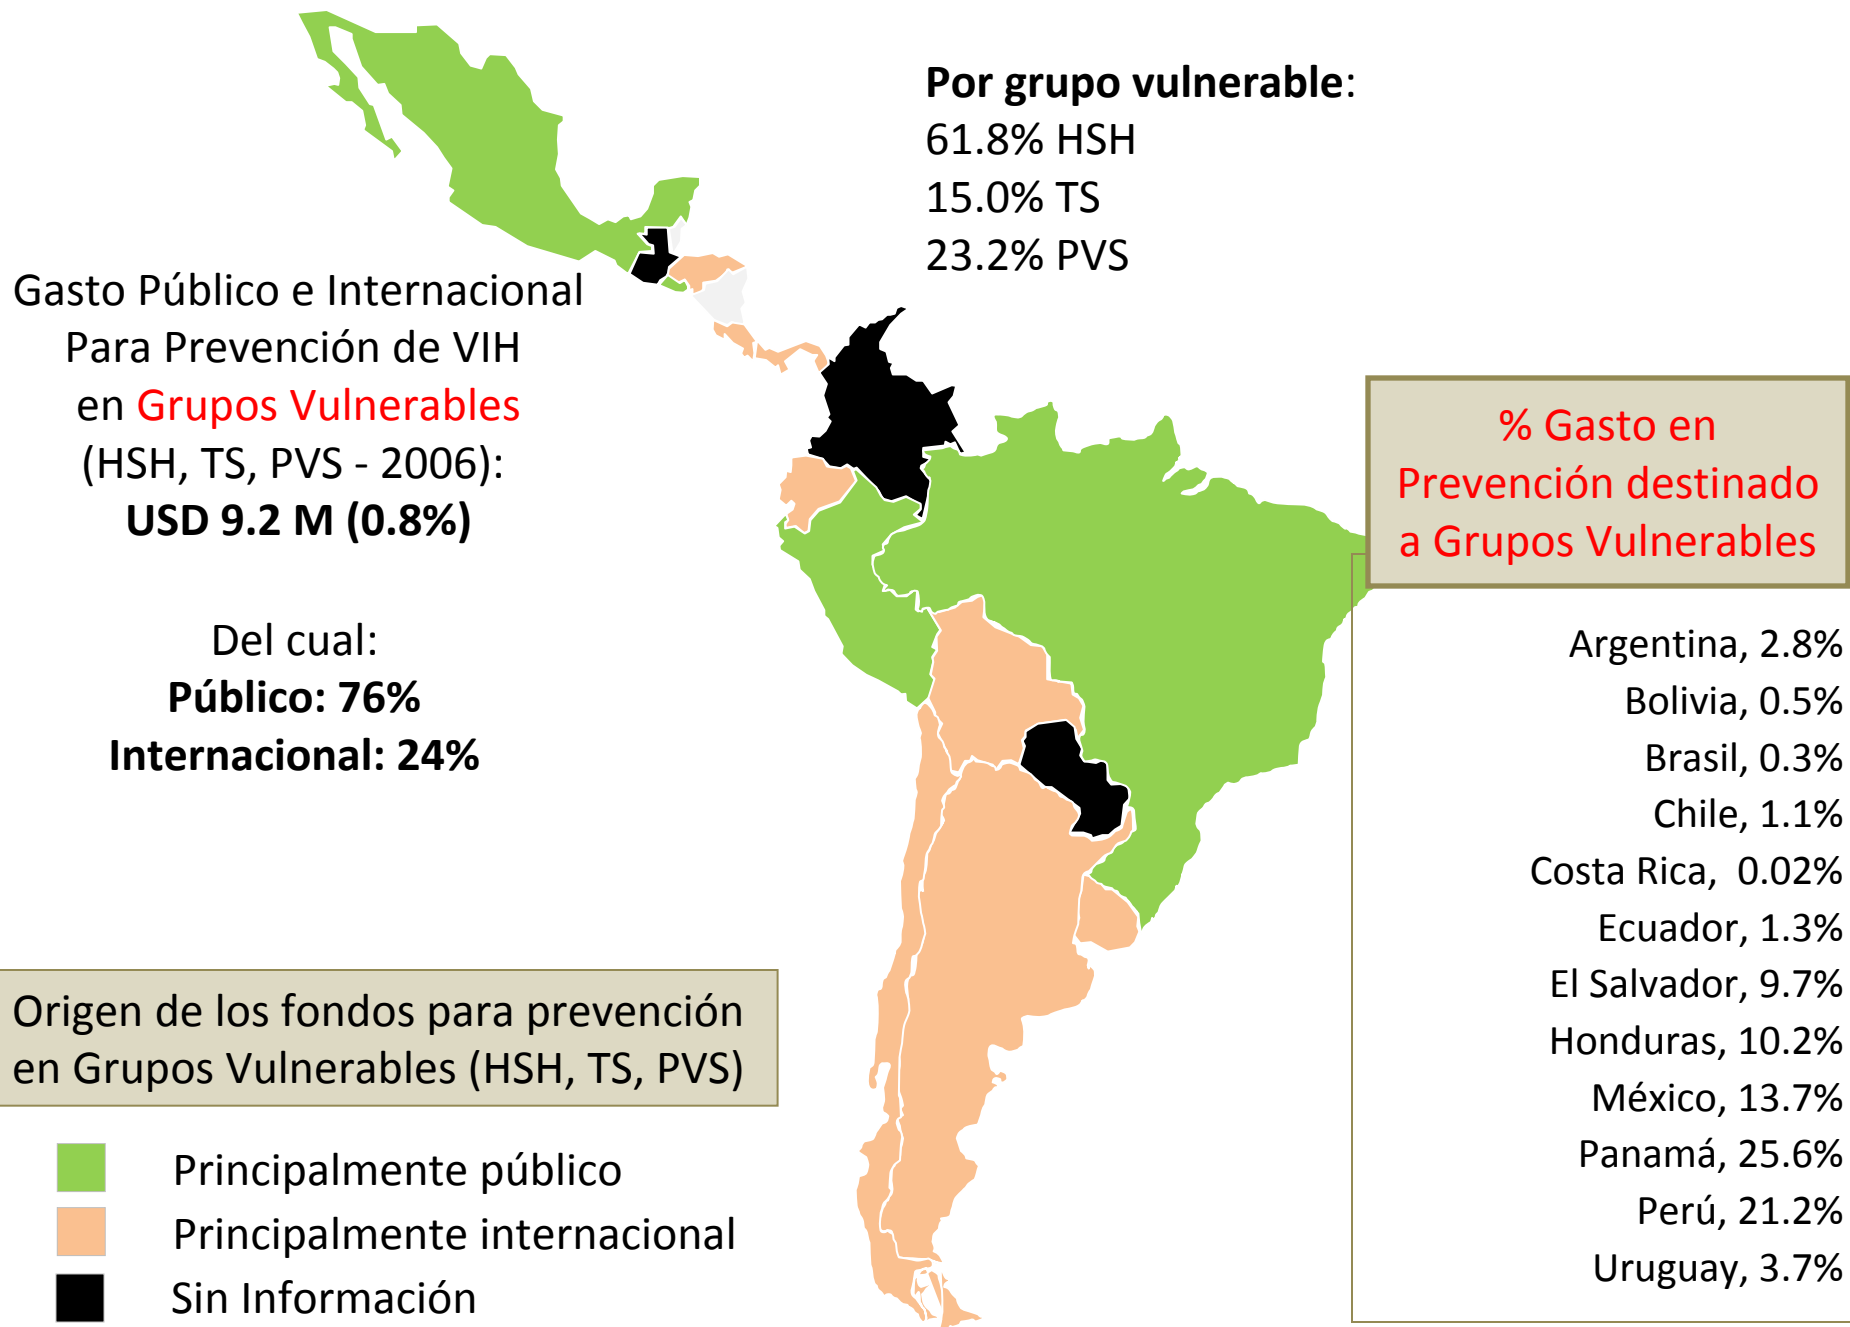 Por grupo vulnerable:
61.8% HSH
15.0% TS
23.2% PVS
Gasto Público e Internacional
Para Prevención de VIH
en Grupos Vulnerables
(HSH, TS, PVS - 2006):
USD 9.2 M (0.8%)
Del cual:
Público: 76%
Internacional: 24%
% Gasto en
Prevención destinado
a Grupos Vulnerables
Argentina, 2.8%
Bolivia, 0.5%
Brasil, 0.3%
Chile, 1.1%
Costa Rica, 0.02%
Ecuador, 1.3%
El Salvador, 9.7%
Honduras, 10.2%
México, 13.7%
Panamá, 25.6%
Perú, 21.2%
Uruguay, 3.7%
Origen de los fondos para prevención
en Grupos Vulnerables (HSH, TS, PVS)
Principalmente público
Principalmente internacional
Sin Información